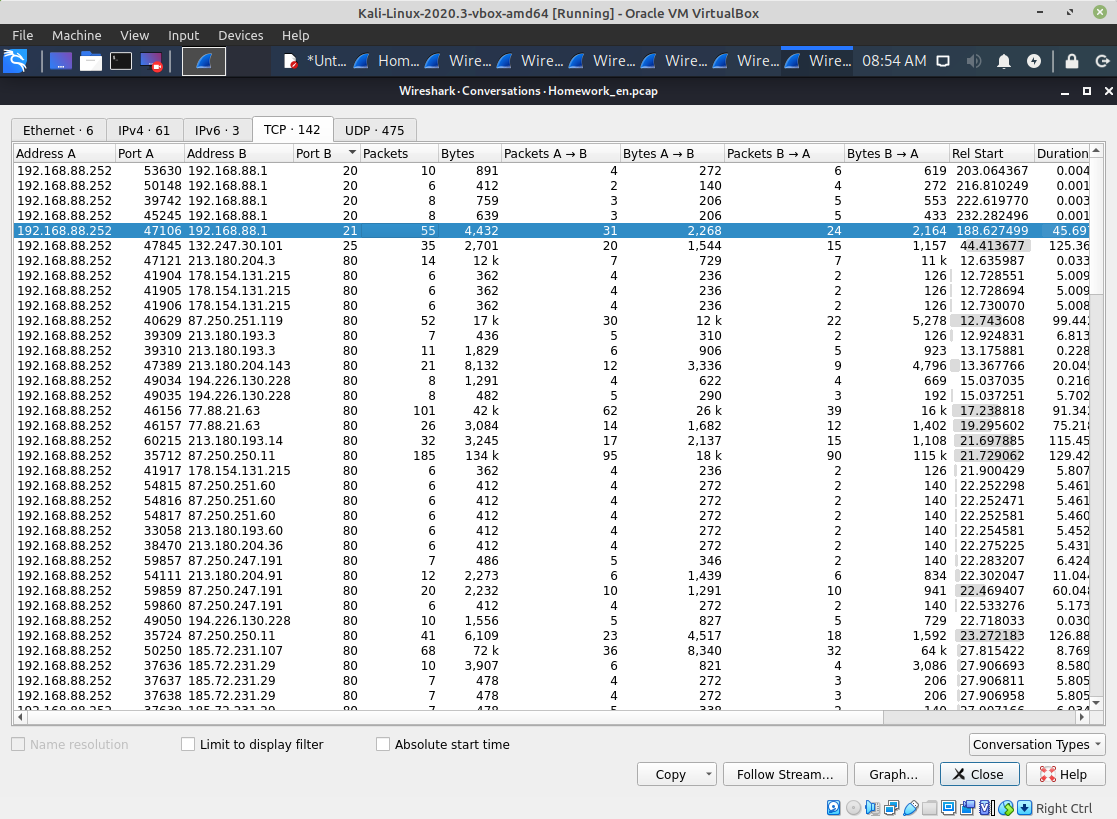 Kali-Linux-2020.3-vbox-amd64 [Running] - Oracle VM VirtualBox
File Machine View Input Devices Help
*Unt... Hom... Wire... Wire... Wire... Wire... Wire... Wire... 08:54 AM
Wireshark · Conversations · Homework_en.pcap
Ethernet · 6 IPv4 · 61 IPv6 · 3 TCP · 142 UDP · 475
Address A Port A Address B Port B Packets Bytes Packets A → B Bytes A → B Packets B → A Bytes B → A Rel Start Duration
192.168.88.252 53630 192.168.88.1 20 10 891 4 272 6 619 203.064367 0.004
192.168.88.252 50148 192.168.88.1 20 6 412 2 140 4 272 216.810249 0.001
192.168.88.252 39742 192.168.88.1 20 8 759 3 206 5 553 222.619770 0.003
192.168.88.252 45245 192.168.88.1 20 8 639 3 206 5 433 232.282496 0.001
192.168.88.252 47106 192.168.88.1 21 55 4,432 31 2,268 24 2,164 188.627499 45.697
192.168.88.252 47845 132.247.30.101 25 35 2,701 20 1,544 15 1,157 44.413677 125.36
192.168.88.252 47121 213.180.204.3 80 14 12 k 7 729 7 11 k 12.635987 0.033
192.168.88.252 41904 178.154.131.215 80 6 362 4 236 2 126 12.728551 5.009
192.168.88.252 41905 178.154.131.215 80 6 362 4 236 2 126 12.728694 5.009
192.168.88.252 41906 178.154.131.215 80 6 362 4 236 2 126 12.730070 5.008
192.168.88.252 40629 87.250.251.119 80 52 17 k 30 12 k 22 5,278 12.743608 99.44
192.168.88.252 39309 213.180.193.3 80 7 436 5 310 2 126 12.924831 6.813
192.168.88.252 39310 213.180.193.3 80 11 1,829 6 906 5 923 13.175881 0.228
192.168.88.252 47389 213.180.204.143 80 21 8,132 12 3,336 9 4,796 13.367766 20.04
192.168.88.252 49034 194.226.130.228 80 8 1,291 4 622 4 669 15.037035 0.216
192.168.88.252 49035 194.226.130.228 80 8 482 5 290 3 192 15.037251 5.702
192.168.88.252 46156 77.88.21.63 80 101 42 k 62 26 k 39 16 k 17.238818 91.34
192.168.88.252 46157 77.88.21.63 80 26 3,084 14 1,682 12 1,402 19.295602 75.218
192.168.88.252 60215 213.180.193.14 80 32 3,245 17 2,137 15 1,108 21.697885 115.45
192.168.88.252 35712 87.250.250.11 80 185 134 k 95 18 k 90 115 k 21.729062 129.42
192.168.88.252 41917 178.154.131.215 80 6 362 4 236 2 126 21.900429 5.807
192.168.88.252 54815 87.250.251.60 80 6 412 4 272 2 140 22.252298 5.461
192.168.88.252 54816 87.250.251.60 80 6 412 4 272 2 140 22.252471 5.461
192.168.88.252 54817 87.250.251.60 80 6 412 4 272 2 140 22.252581 5.460
192.168.88.252 33058 213.180.193.60 80 6 412 4 272 2 140 22.254581 5.452
192.168.88.252 38470 213.180.204.36 80 6 412 4 272 2 140 22.275225 5.431
192.168.88.252 59857 87.250.247.191 80 7 486 5 346 2 140 22.283207 6.424
192.168.88.252 54111 213.180.204.91 80 12 2,273 6 1,439 6 834 22.302047 11.04
192.168.88.252 59859 87.250.247.191 80 20 2,232 10 1,291 10 941 22.469407 60.048
192.168.88.252 59860 87.250.247.191 80 6 412 4 272 2 140 22.533276 5.173
192.168.88.252 49050 194.226.130.228 80 10 1,556 5 827 5 729 22.718033 0.030
192.168.88.252 35724 87.250.250.11 80 41 6,109 23 4,517 18 1,592 23.272183 126.88
192.168.88.252 50250 185.72.231.107 80 68 72 k 36 8,340 32 64 k 27.815422 8.769
192.168.88.252 37636 185.72.231.29 80 10 3,907 6 821 4 3,086 27.906693 8.580
192.168.88.252 37637 185.72.231.29 80 7 478 4 272 3 206 27.906811 5.805
192.168.88.252 37638 185.72.231.29 80 7 478 4 272 3 206 27.906958 5.805
192.168.88.252 37639 185.72.231.29 80 7 478 5 338 2 140 27.907166 6.034
Name resolution Limit to display filter Absolute start time Conversation Types
Copy Follow Stream... Graph... Close Help
Right Ctrl